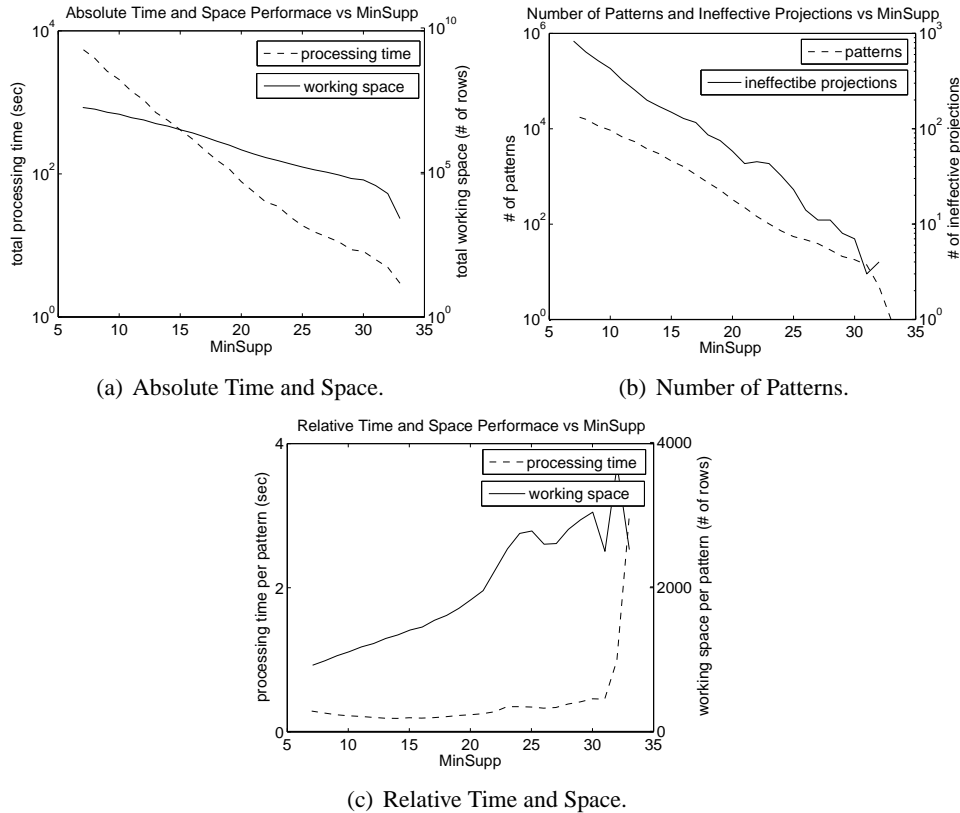 Absolute Time and Space Performace vs MinSupp
10^4
10^2
10^0
10^10
10^5
10^0
total processing time (sec)
total working space (# of rows)
processing time
working space
5 10 15 20 25 30 35
MinSupp
(a) Absolute Time and Space.
Number of Patterns and Ineffective Projections vs MinSupp
10^6
10^4
10^2
10^0
10^3
10^2
10^1
10^0
# of patterns
# of ineffective projections
patterns
ineffectibe projections
5 10 15 20 25 30 35
MinSupp
(b) Number of Patterns.
Relative Time and Space Performace vs MinSupp
4
2
0
4000
2000
0
processing time per pattern (sec)
working space per pattern (# of rows)
processing time
working space
5 10 15 20 25 30 35
MinSupp
(c) Relative Time and Space.